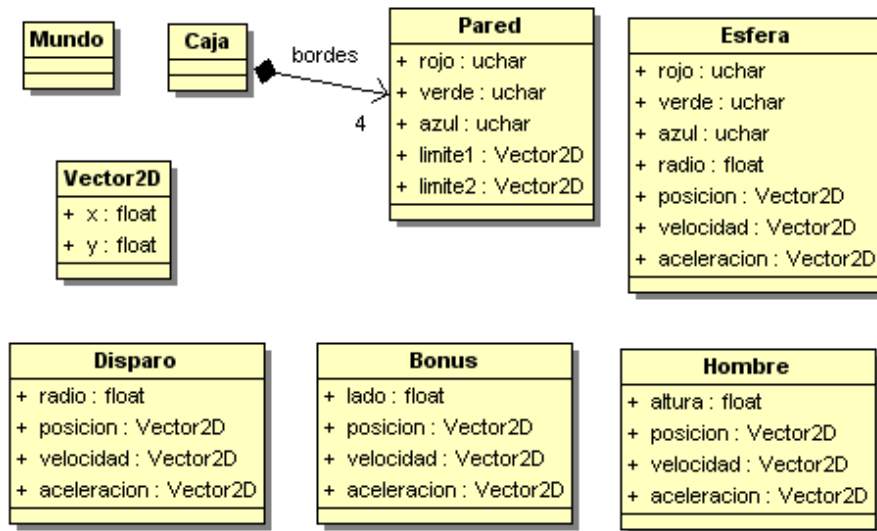 Mundo
Caja
bordes
4
Pared
+ rojo : uchar
+ verde : uchar
+ azul : uchar
+ limite1 : Vector2D
+ limite2 : Vector2D
Esfera
+ rojo : uchar
+ verde : uchar
+ azul : uchar
+ radio : float
+ posicion : Vector2D
+ velocidad : Vector2D
+ aceleracion : Vector2D
Vector2D
+ x : float
+ y : float
Disparo
+ radio : float
+ posicion : Vector2D
+ velocidad : Vector2D
+ aceleracion : Vector2D
Bonus
+ lado : float
+ posicion : Vector2D
+ velocidad : Vector2D
+ aceleracion : Vector2D
Hombre
+ altura : float
+ posicion : Vector2D
+ velocidad : Vector2D
+ aceleracion : Vector2D